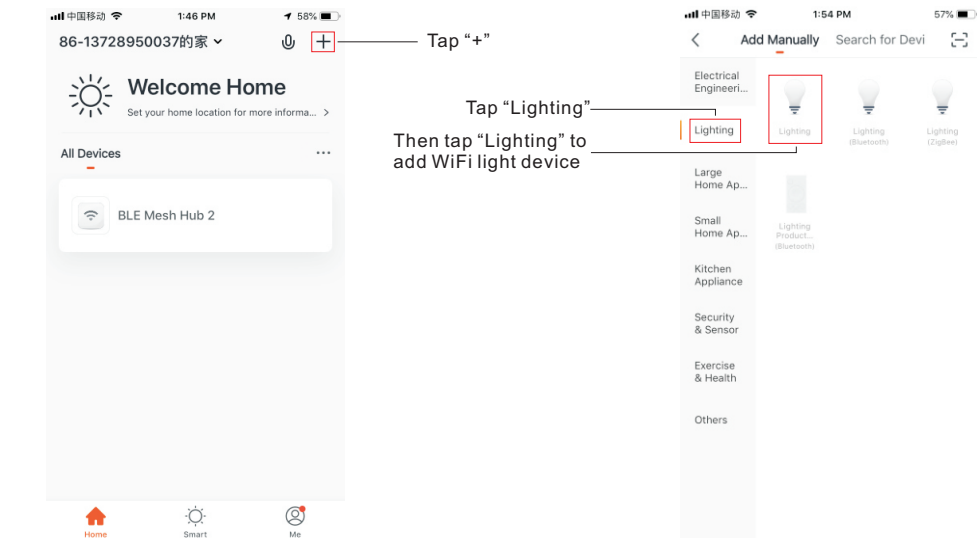 中国移动 1:46 PM 58%
86-13728950037的家
Tap “+”
Welcome Home
Set your home location for more informa... >
All Devices
BLE Mesh Hub 2
Home Smart Me
Tap “Lighting”
Then tap “Lighting” to
add WiFi light device
中国移动 1:54 PM 57%
Add Manually Search for Devi
Electrical
Engineeri...
Lighting
Large
Home Ap...
Small
Home Ap...
Kitchen
Appliance
Security
& Sensor
Exercise
& Health
Others
Lighting
Lighting
(Bluetooth)
Lighting
(ZigBee)
Lighting
Product...
(Bluetooth)